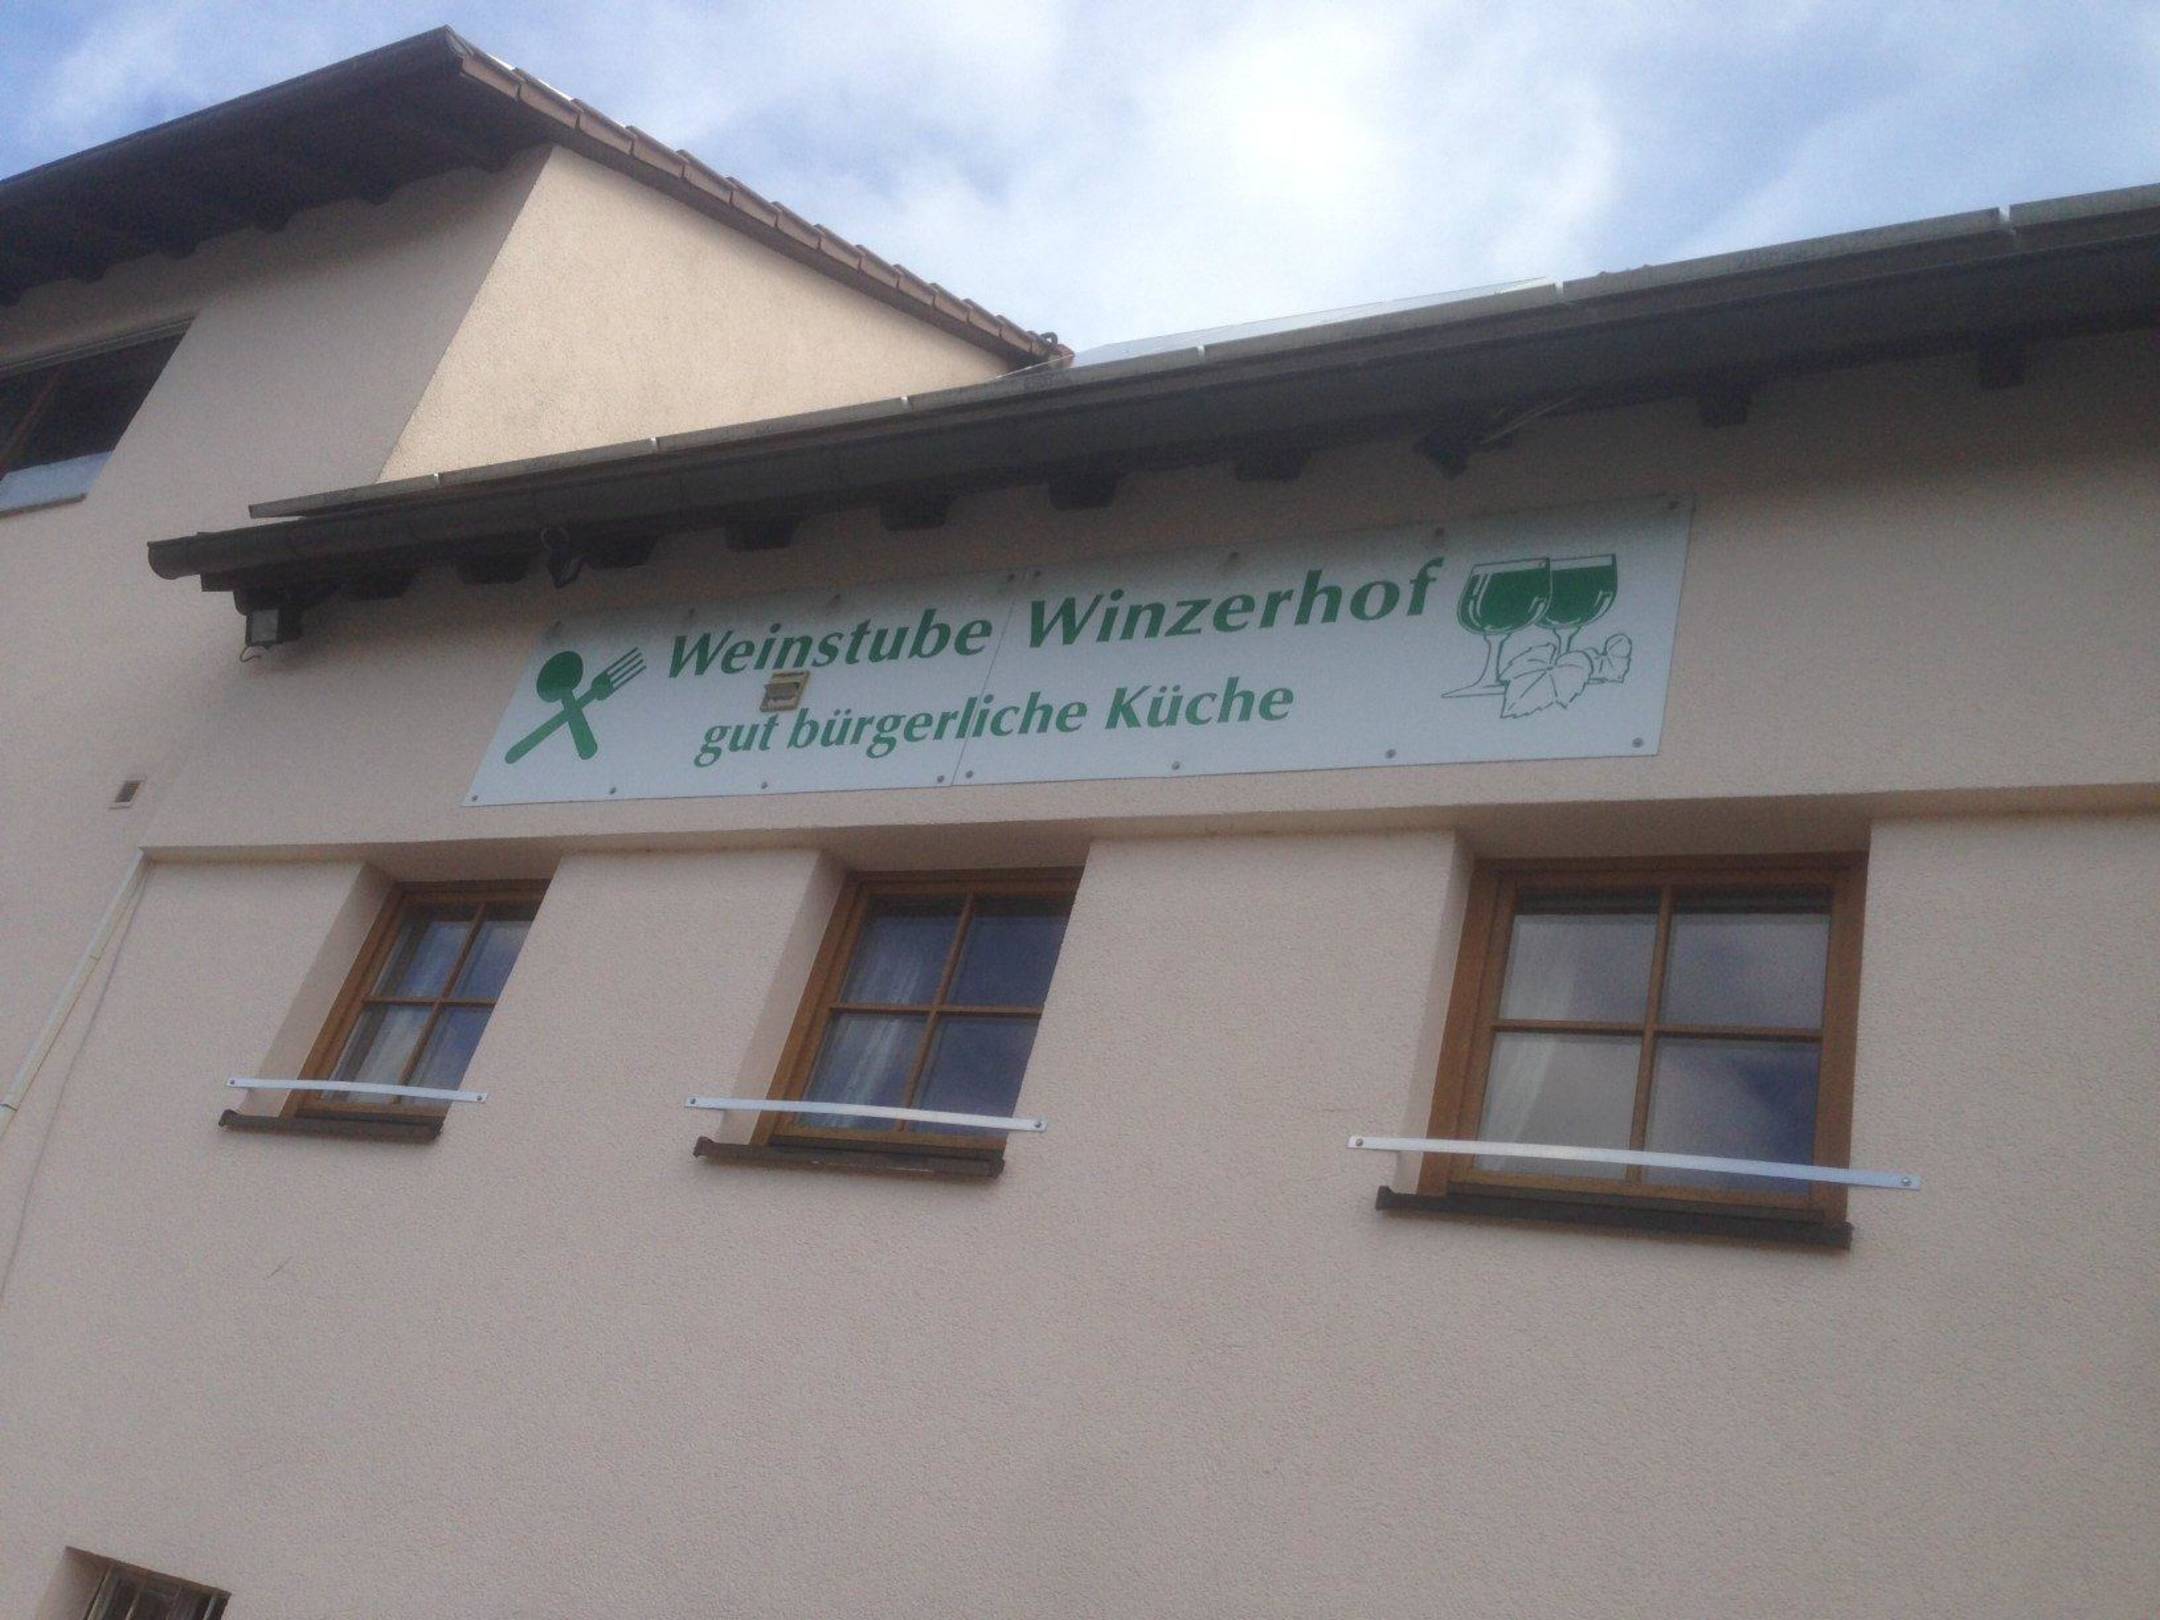 Weinstube Winzerhof
gut bürgerliche Küche